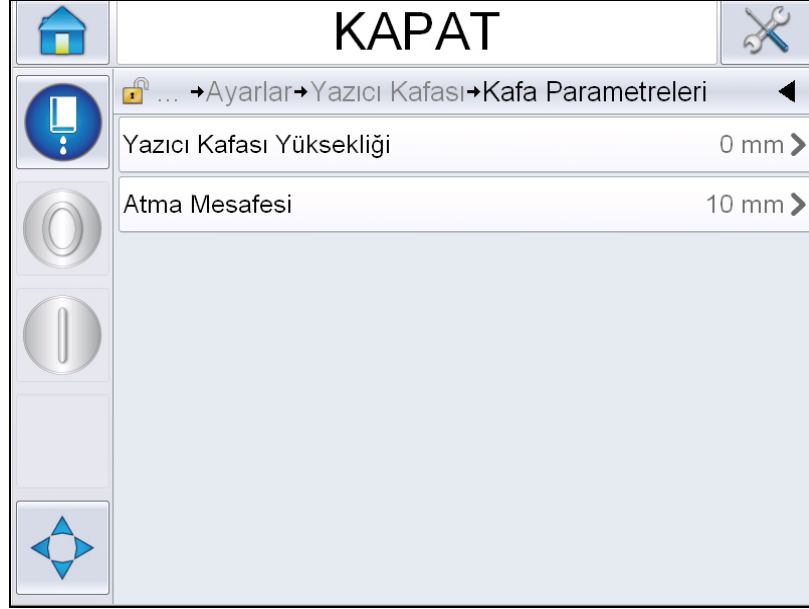 KAPAT
... →Ayarlar→Yazıcı Kafası→Kafa Parametreleri
Yazıcı Kafası Yüksekliği 0 mm
Atma Mesafesi 10 mm